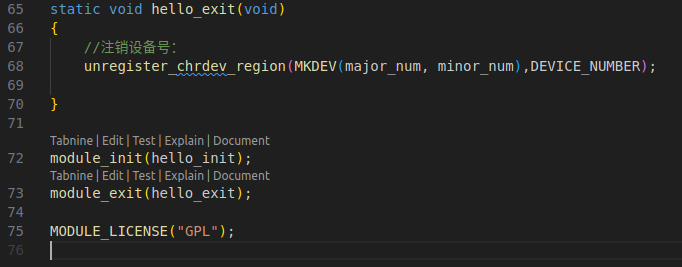 65 static void hello_exit(void)
66 {
67     //注销设备号：
68     unregister_chrdev_region(MKDEV(major_num, minor_num),DEVICE_NUMBER);
69
70 }
71
Tabnine | Edit | Test | Explain | Document
72 module_init(hello_init);
Tabnine | Edit | Test | Explain | Document
73 module_exit(hello_exit);
74
75 MODULE_LICENSE("GPL");
76